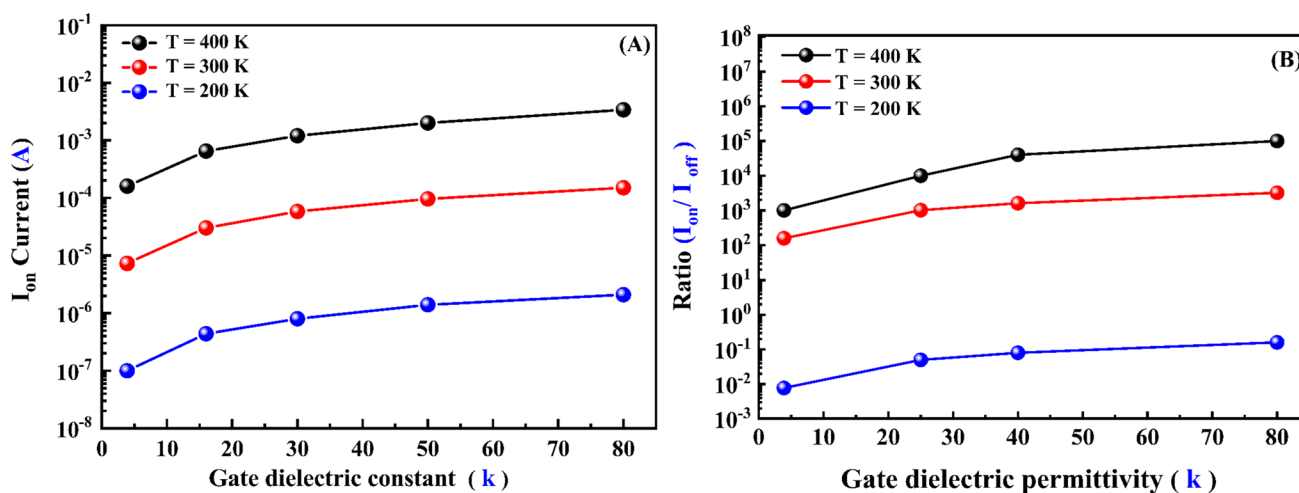 (A)
T = 400 K
T = 300 K
T = 200 K
I_on Current (A)
10^-1
10^-2
10^-3
10^-4
10^-5
10^-6
10^-7
10^-8
0 10 20 30 40 50 60 70 80
Gate dielectric constant ( k )
(B)
T = 400 K
T = 300 K
T = 200 K
Ratio (I_on/ I_off )
10^8
10^7
10^6
10^5
10^4
10^3
10^2
10^1
10^0
10^-1
10^-2
10^-3
0 10 20 30 40 50 60 70 80
Gate dielectric permittivity ( k )